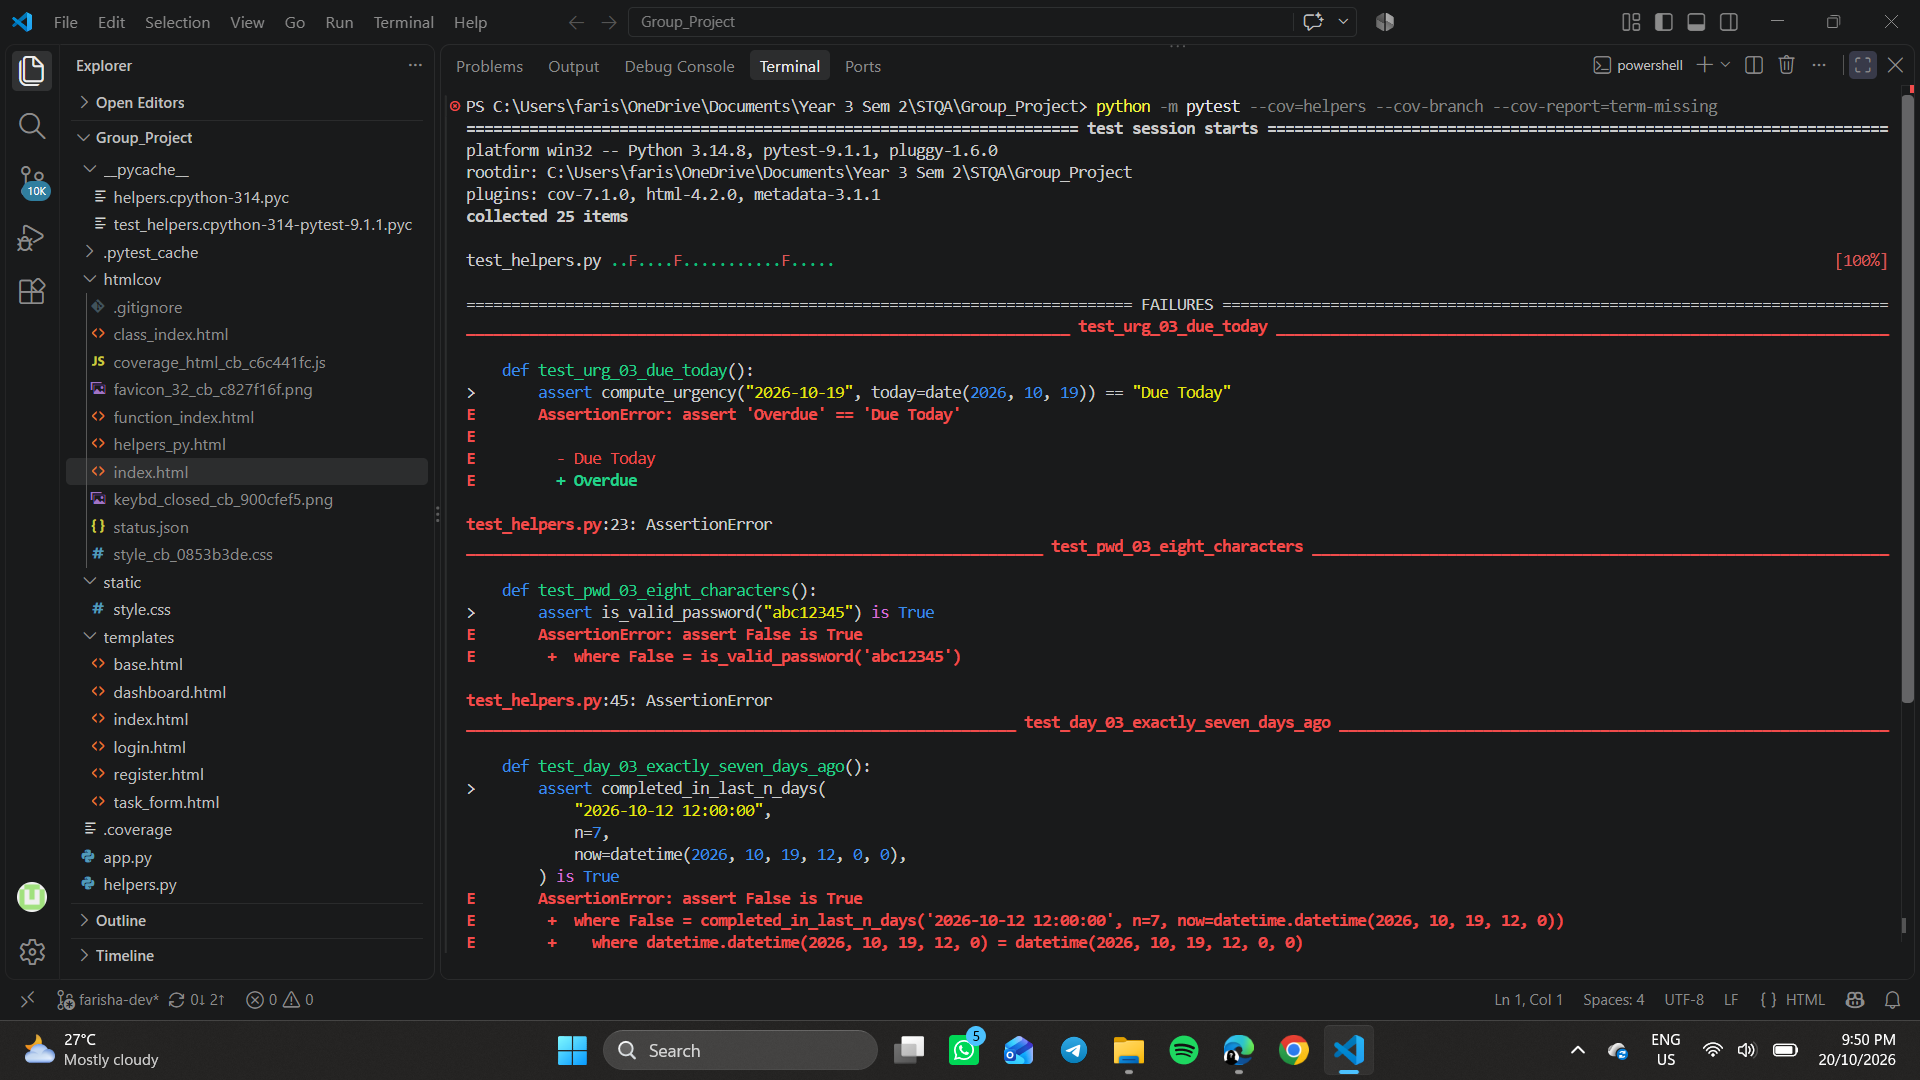 File Edit Selection View Go Run Terminal Help
Group_Project
Explorer
Open Editors
Group_Project
__pycache__
helpers.cpython-314.pyc
test_helpers.cpython-314-pytest-9.1.1.pyc
.pytest_cache
htmlcov
.gitignore
class_index.html
JS coverage_html_cb_c6c441fc.js
favicon_32_cb_c827f16f.png
function_index.html
helpers_py.html
index.html
keybd_closed_cb_900cfef5.png
{} status.json
# style_cb_0853b3de.css
static
# style.css
templates
base.html
dashboard.html
index.html
login.html
register.html
task_form.html
.coverage
app.py
helpers.py
Outline
Timeline
10K
Problems Output Debug Console Terminal Ports
powershell
PS C:\Users\faris\OneDrive\Documents\Year 3 Sem 2\STQA\Group_Project> python -m pytest --cov=helpers --cov-branch --cov-report=term-missing
test session starts
platform win32 -- Python 3.14.8, pytest-9.1.1, pluggy-1.6.0
rootdir: C:\Users\faris\OneDrive\Documents\Year 3 Sem 2\STQA\Group_Project
plugins: cov-7.1.0, html-4.2.0, metadata-3.1.1
collected 25 items
test_helpers.py ..F....F...........F..... [100%]
FAILURES
test_urg_03_due_today
def test_urg_03_due_today():
> assert compute_urgency("2026-10-19", today=date(2026, 10, 19)) == "Due Today"
E AssertionError: assert 'Overdue' == 'Due Today'
E
E - Due Today
E + Overdue
test_helpers.py:23: AssertionError
test_pwd_03_eight_characters
def test_pwd_03_eight_characters():
> assert is_valid_password("abc12345") is True
E AssertionError: assert False is True
E + where False = is_valid_password('abc12345')
test_helpers.py:45: AssertionError
test_day_03_exactly_seven_days_ago
def test_day_03_exactly_seven_days_ago():
> assert completed_in_last_n_days(
"2026-10-12 12:00:00",
n=7,
now=datetime(2026, 10, 19, 12, 0, 0),
) is True
E AssertionError: assert False is True
E + where False = completed_in_last_n_days('2026-10-12 12:00:00', n=7, now=datetime.datetime(2026, 10, 19, 12, 0))
E + where datetime.datetime(2026, 10, 19, 12, 0) = datetime(2026, 10, 19, 12, 0, 0)
farisha-dev* 0↓ 2↑ 0 0
Ln 1, Col 1 Spaces: 4 UTF-8 LF {} HTML
27°C
Mostly cloudy
Search
5
ENG
US
9:50 PM
20/10/2026